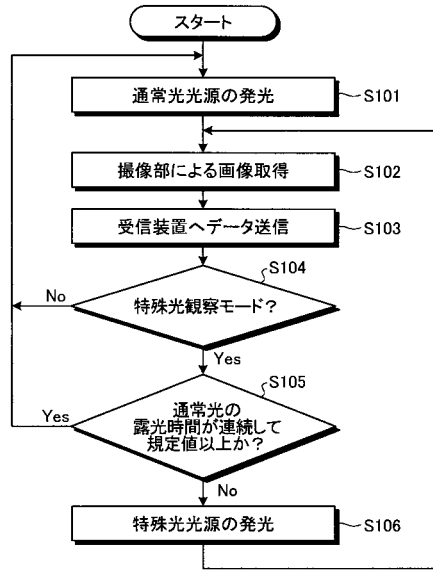 スタート
通常光光源の発光
S101
撮像部による画像取得
S102
受信装置へデータ送信
S103
S104
特殊光観察モード?
No
Yes
S105
通常光の
露光時間が連続して
規定値以上か?
Yes
No
特殊光光源の発光
S106